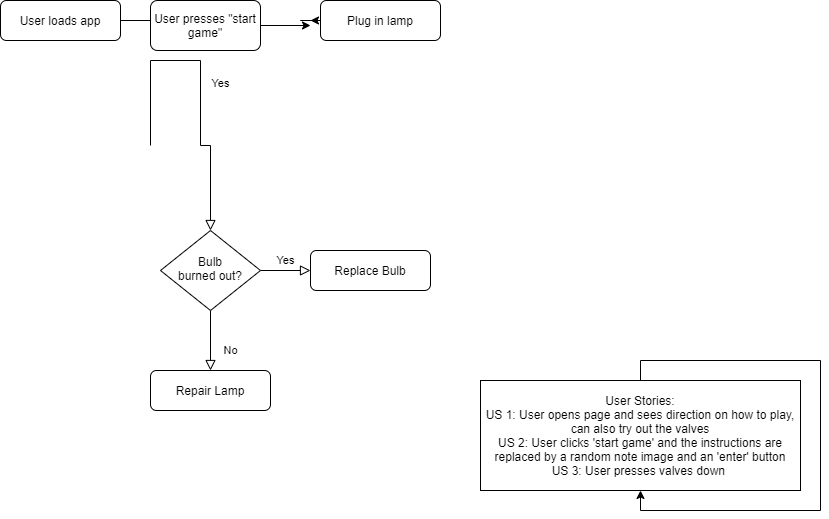 User loads app
User presses "start
game"
Plug in lamp
Yes
Bulb
burned out?
Yes
Replace Bulb
No
Repair Lamp
User Stories:
US 1: User opens page and sees direction on how to play,
can also try out the valves
US 2: User clicks 'start game' and the instructions are
replaced by a random note image and an 'enter' button
US 3: User presses valves down